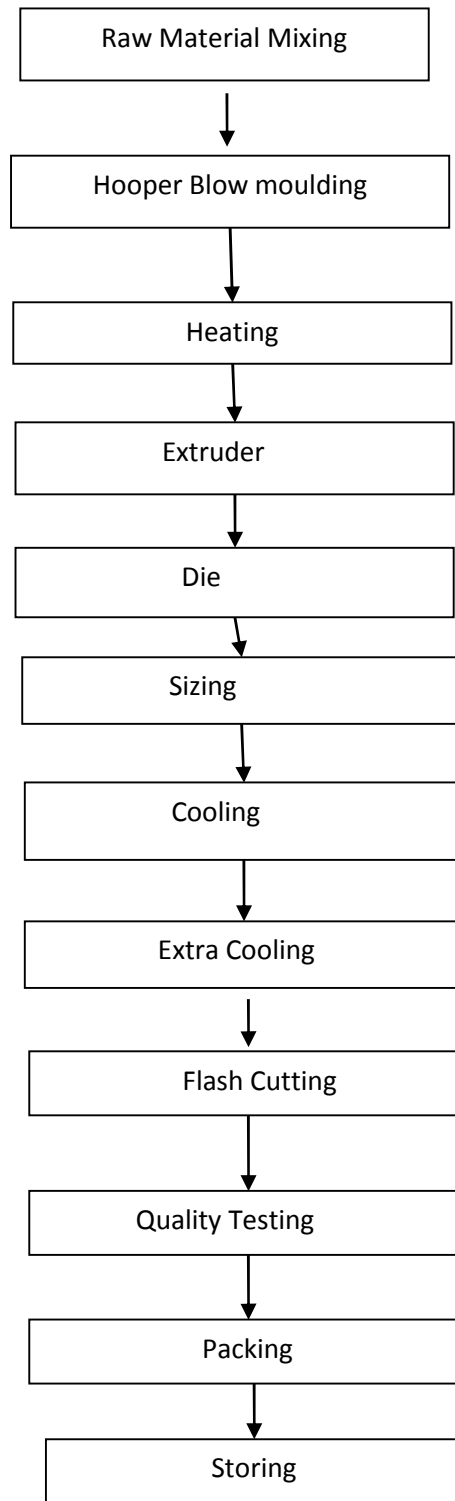 Raw Material Mixing
Hooper Blow moulding
Heating
Extruder
Die
Sizing
Cooling
Extra Cooling
Flash Cutting
Quality Testing
Packing
Storing